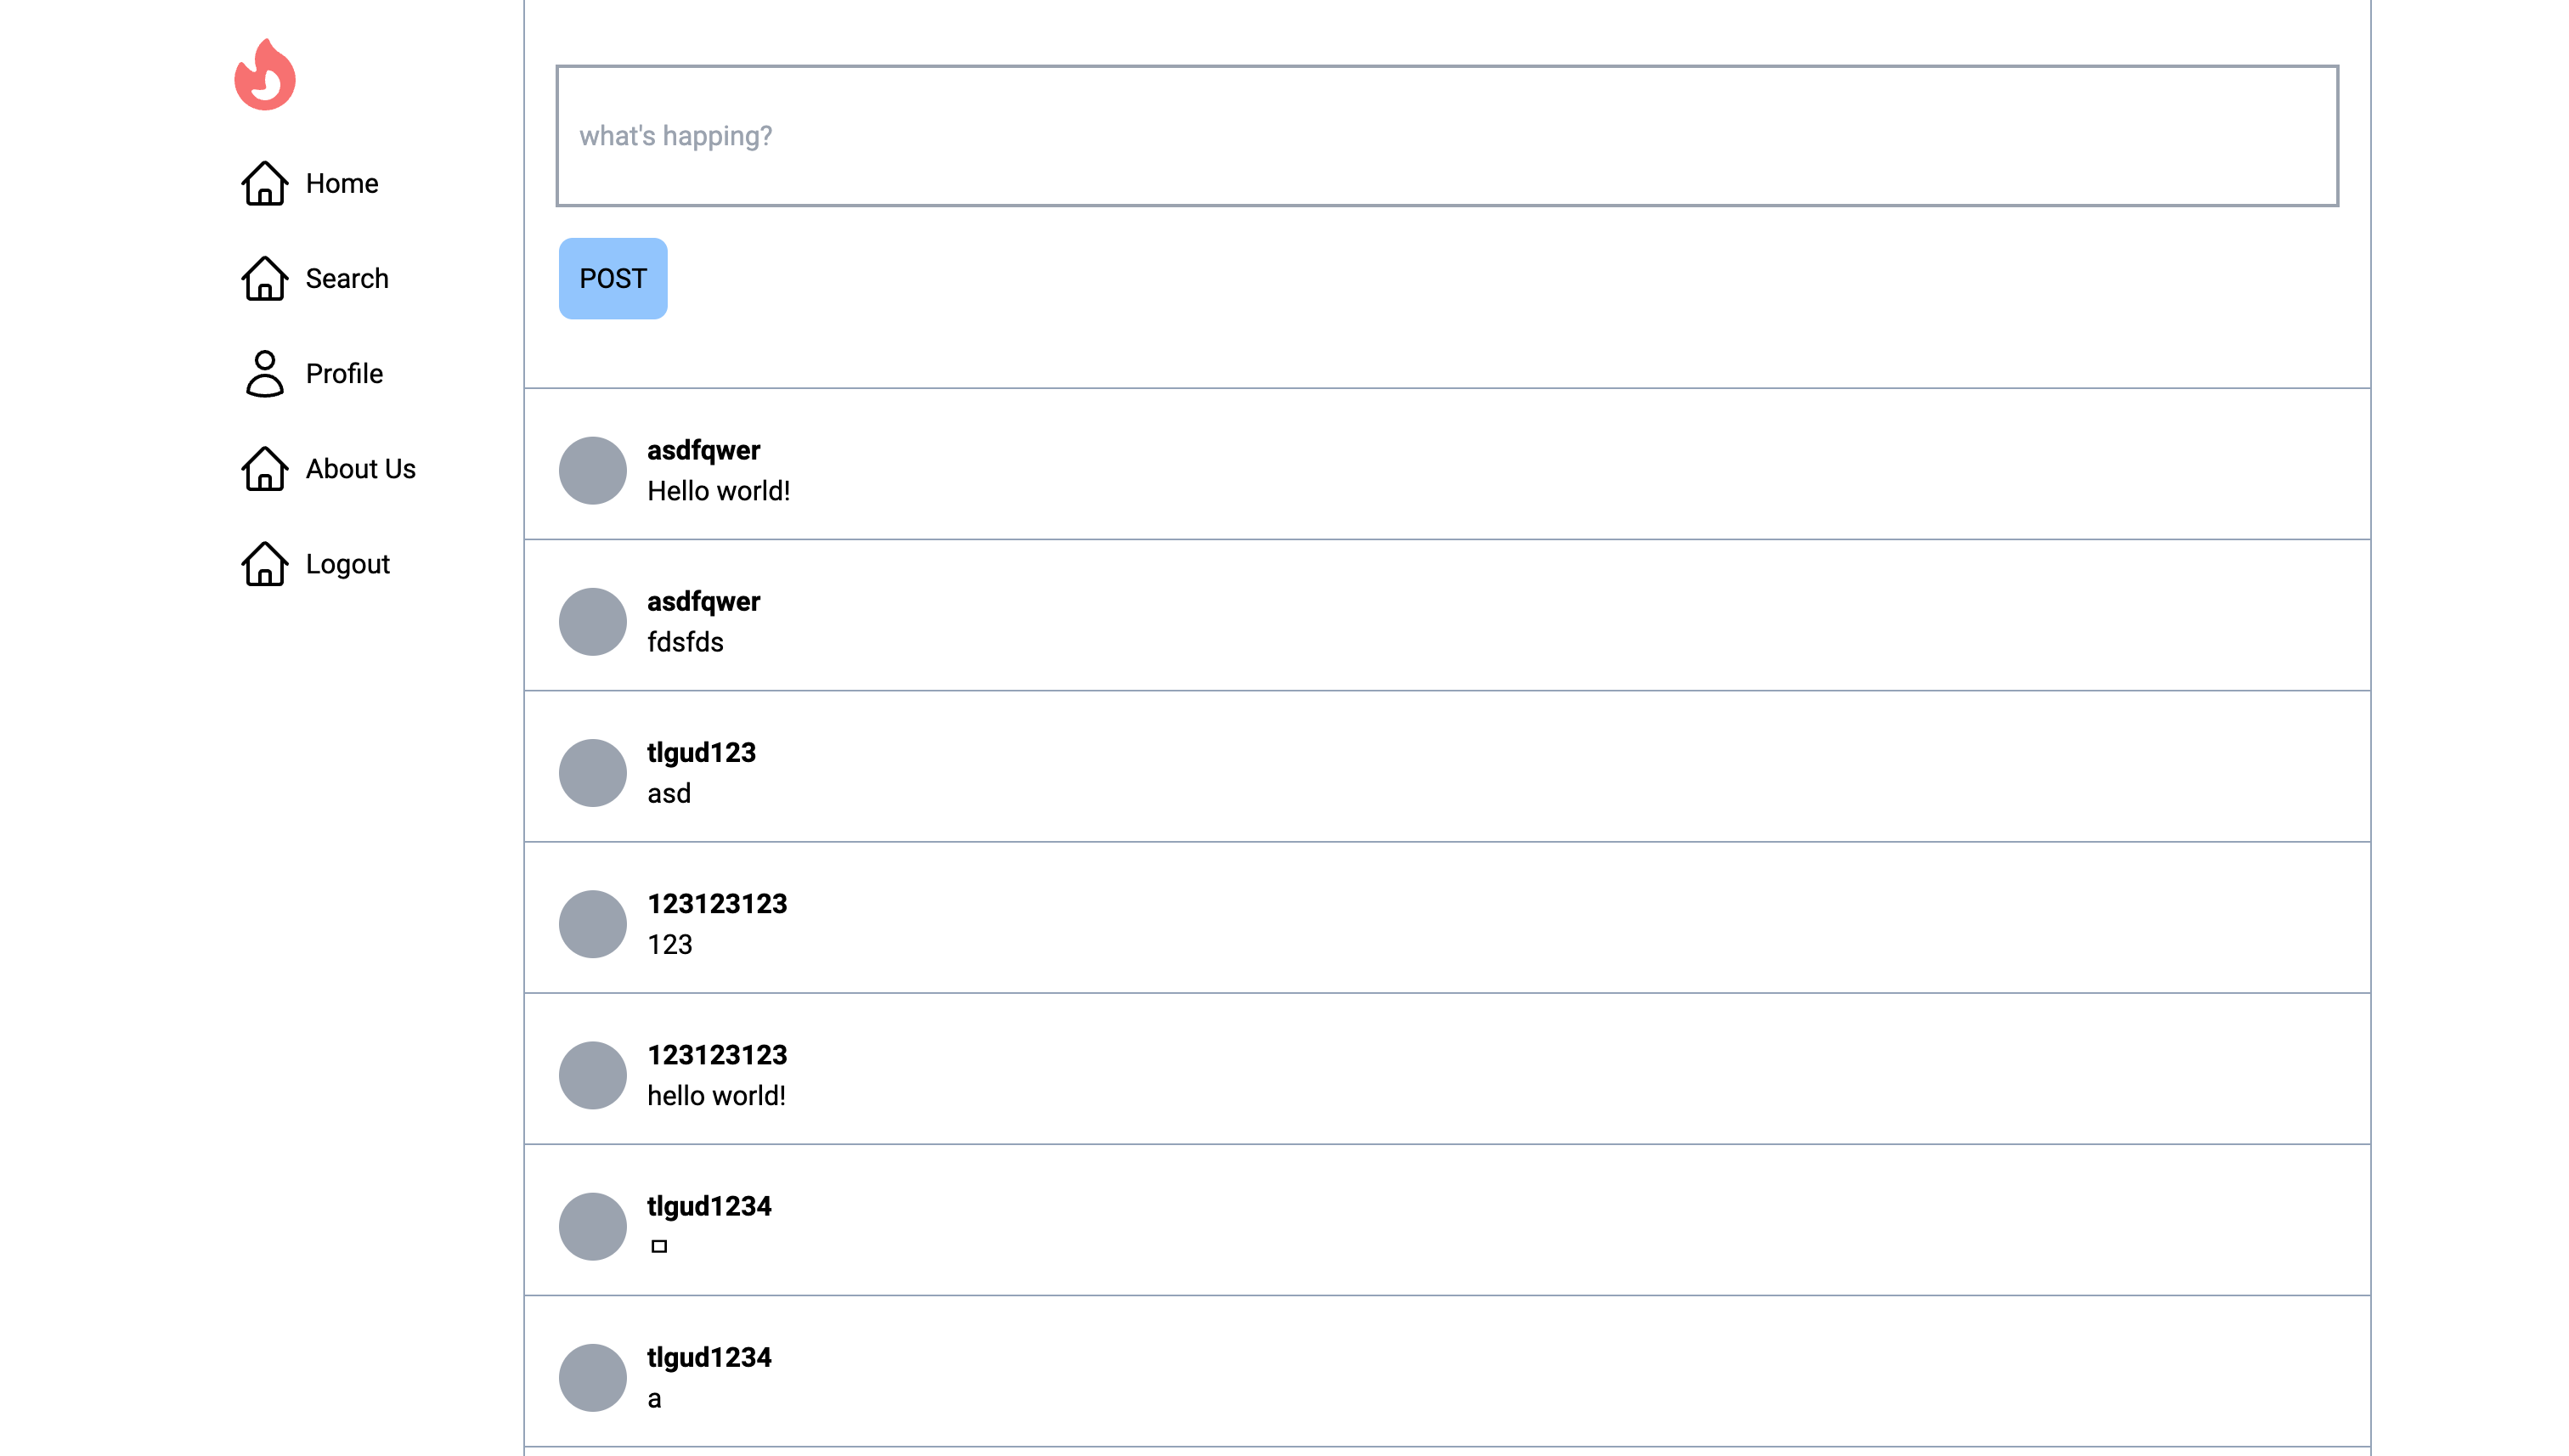 Home
Search
Profile
About Us
Logout
what's happing?
POST
asdfqwer
Hello world!
asdfqwer
fdsfds
tlgud123
asd
123123123
123
123123123
hello world!
tlgud1234
ㅁ
tlgud1234
a